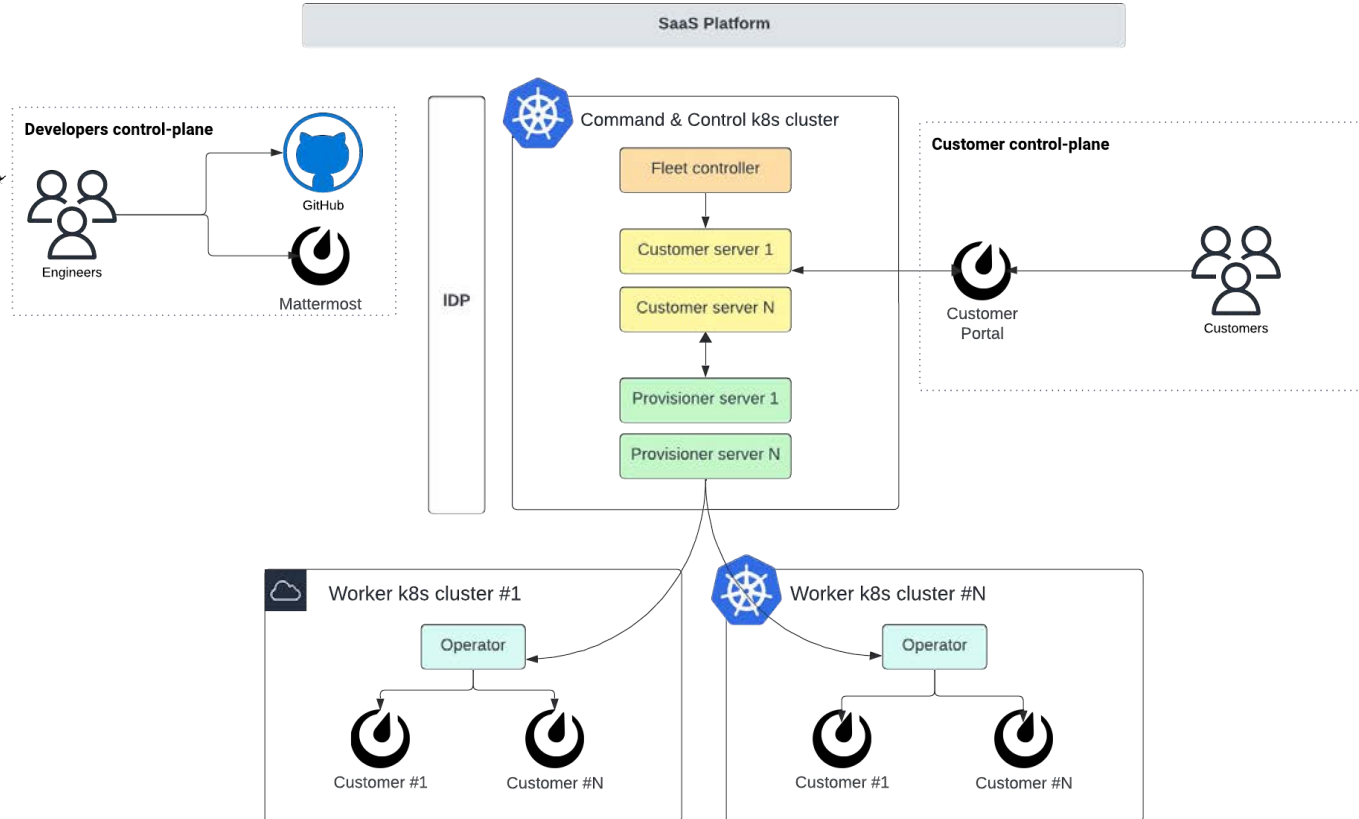 SaaS Platform
Developers control-plane
GitHub
Engineers
Mattermost
IDP
Command & Control k8s cluster
Fleet controller
Customer server 1
Customer server N
Provisioner server 1
Provisioner server N
Customer control-plane
Customer
Portal
Customers
Worker k8s cluster #1
Operator
Customer #1
Customer #N
Worker k8s cluster #N
Operator
Customer #1
Customer #N